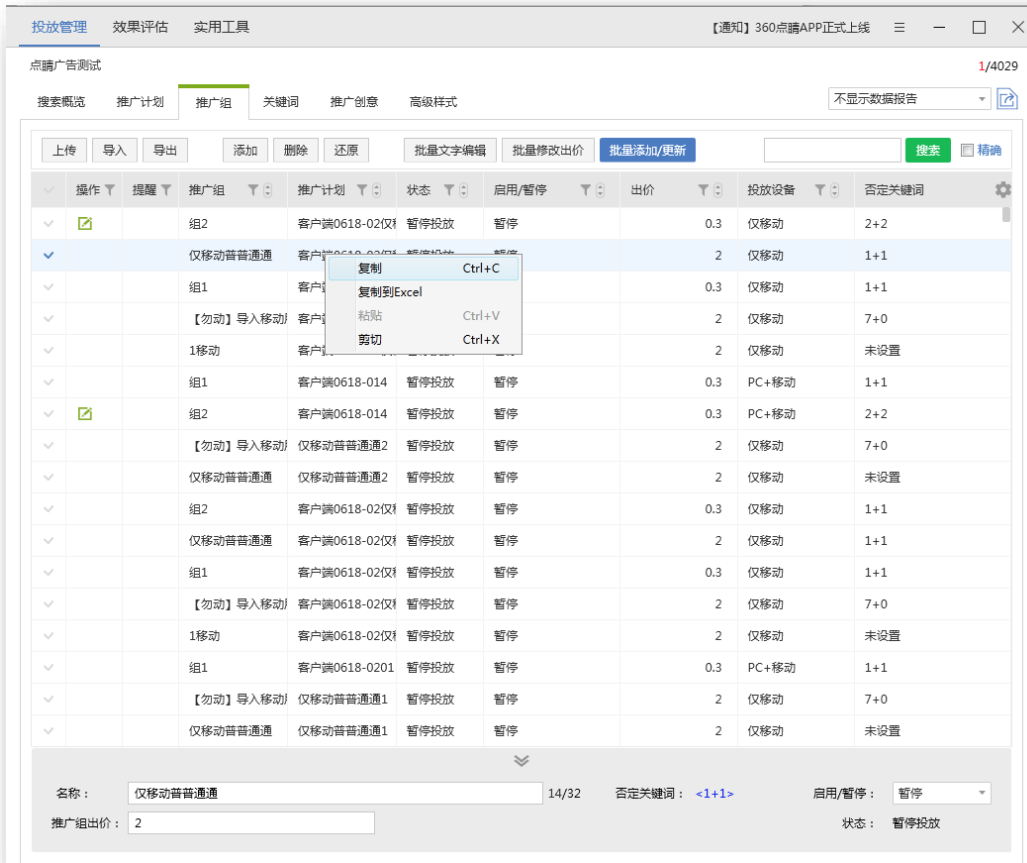 投放管理 效果评估 实用工具 【通知】360点睛APP正式上线
点睛广告测试 1/4029
搜索概览 推广计划 推广组 关键词 推广创意 高级样式 不显示数据报告
上传 导入 导出 添加 删除 还原 批量文字编辑 批量修改出价 批量添加/更新 搜索 精确
操作 提醒 推广组 推广计划 状态 启用/暂停 出价 投放设备 否定关键词
组2 客户端0618-02仅 暂停投放 暂停 0.3 仅移动 2+2
仅移动普普通通 2 仅移动 1+1
复制 Ctrl+C
组1 0.3 仅移动 1+1
复制到Excel
【勿动】导入移动 2 仅移动 7+0
粘贴 Ctrl+V
1移动 2 仅移动 未设置
剪切 Ctrl+X
组1 客户端0618-014 暂停投放 暂停 0.3 PC+移动 1+1
组2 客户端0618-014 暂停投放 暂停 0.3 PC+移动 2+2
【勿动】导入移动 仅移动普普通通2 暂停投放 暂停 2 仅移动 7+0
仅移动普普通通 仅移动普普通通2 暂停投放 暂停 2 仅移动 未设置
组2 客户端0618-02仅 暂停投放 暂停 0.3 仅移动 1+1
仅移动普普通通 客户端0618-02仅 暂停投放 暂停 2 仅移动 1+1
组1 客户端0618-02仅 暂停投放 暂停 0.3 仅移动 1+1
【勿动】导入移动 客户端0618-02仅 暂停投放 暂停 2 仅移动 7+0
1移动 客户端0618-02仅 暂停投放 暂停 2 仅移动 未设置
组1 客户端0618-0201 暂停投放 暂停 0.3 PC+移动 1+1
【勿动】导入移动 仅移动普普通通1 暂停投放 暂停 2 仅移动 7+0
仅移动普普通通 仅移动普普通通1 暂停投放 暂停 2 仅移动 未设置
名称： 仅移动普普通通 14/32 否定关键词： <1+1> 启用/暂停： 暂停
推广组出价： 2 状态： 暂停投放